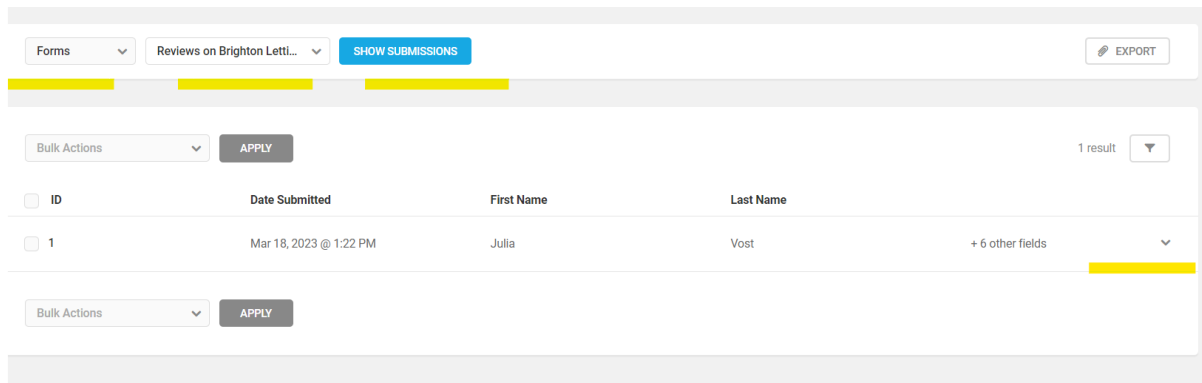 Forms Reviews on Brighton Letti... SHOW SUBMISSIONS EXPORT
Bulk Actions APPLY 1 result
ID Date Submitted First Name Last Name
1 Mar 18, 2023 @ 1:22 PM Julia Vost + 6 other fields
Bulk Actions APPLY